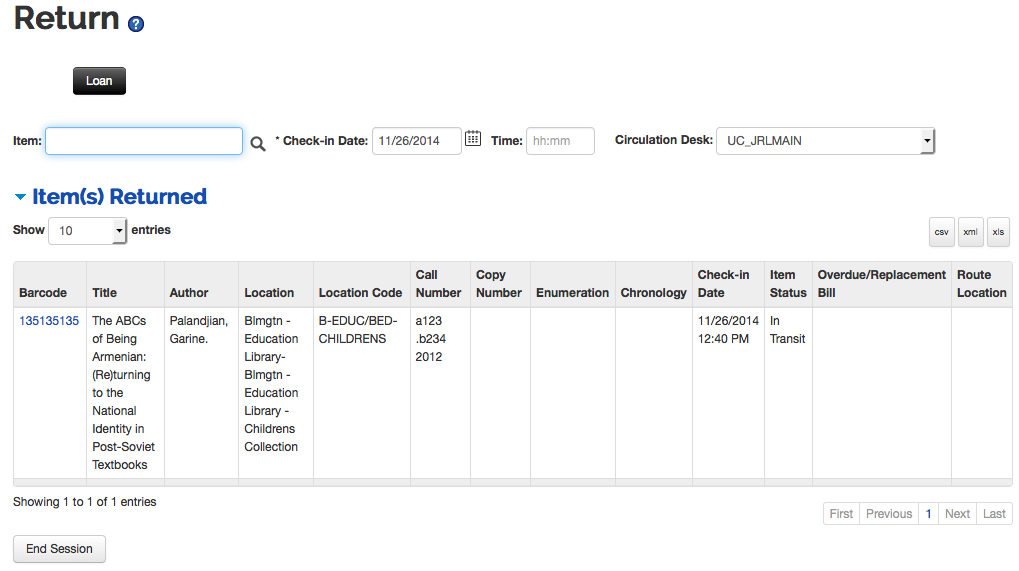 Return ?
Loan
Item: * Check-in Date: 11/26/2014 Time: hh:mm Circulation Desk: UC_JRLMAIN
Item(s) Returned
Show 10 entries csv xml xls
Barcode Title Author Location Location Code Call Number Copy Number Enumeration Chronology Check-in Date Item Status Overdue/Replacement Bill Route Location
135135135 The ABCs of Being Armenian: (Re)turning to the National Identity in Post-Soviet Textbooks Palandjian, Garine. Blmgtn - Education Library- Blmgtn - Education Library - Childrens Collection B-EDUC/BED-CHILDRENS a123 .b234 2012 11/26/2014 12:40 PM In Transit
Showing 1 to 1 of 1 entries
First Previous 1 Next Last
End Session